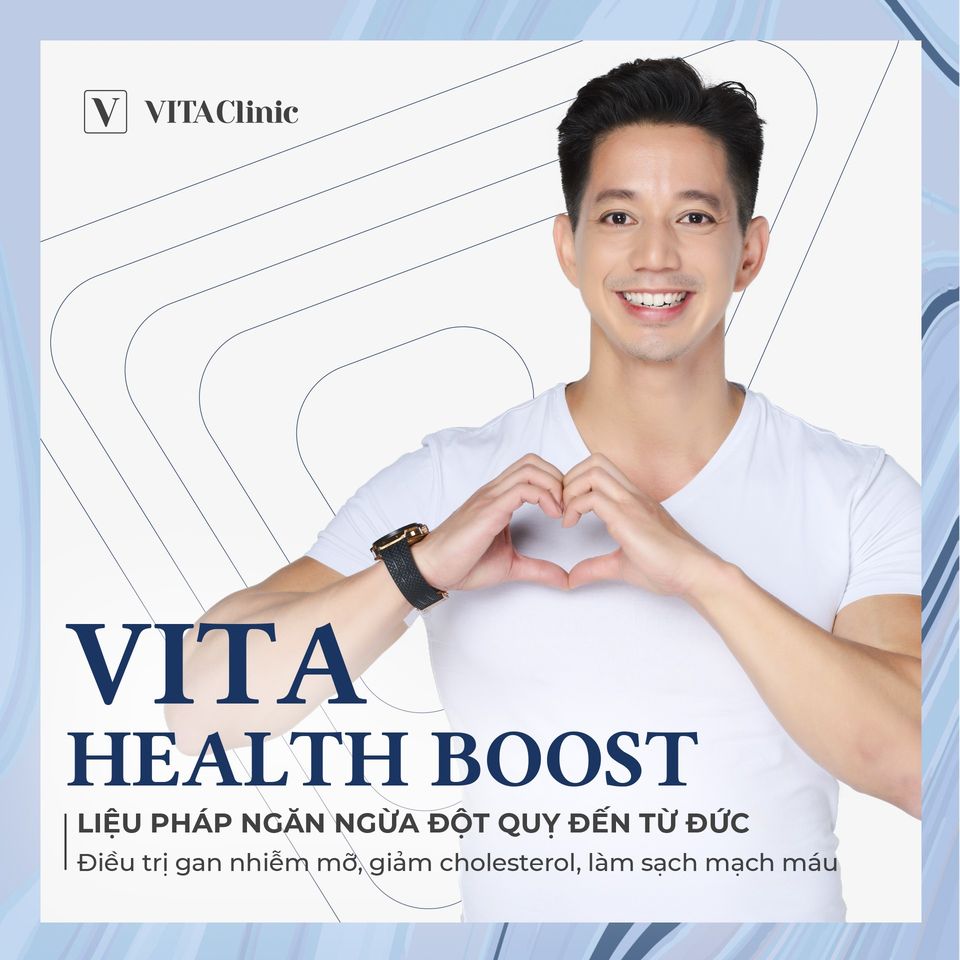 V VITAClinic
VITA
HEALTH BOOST
LIỆU PHÁP NGĂN NGỪA ĐỘT QUỴ ĐẾN TỪ ĐỨC
Điều trị gan nhiễm mỡ, giảm cholesterol, làm sạch mạch máu